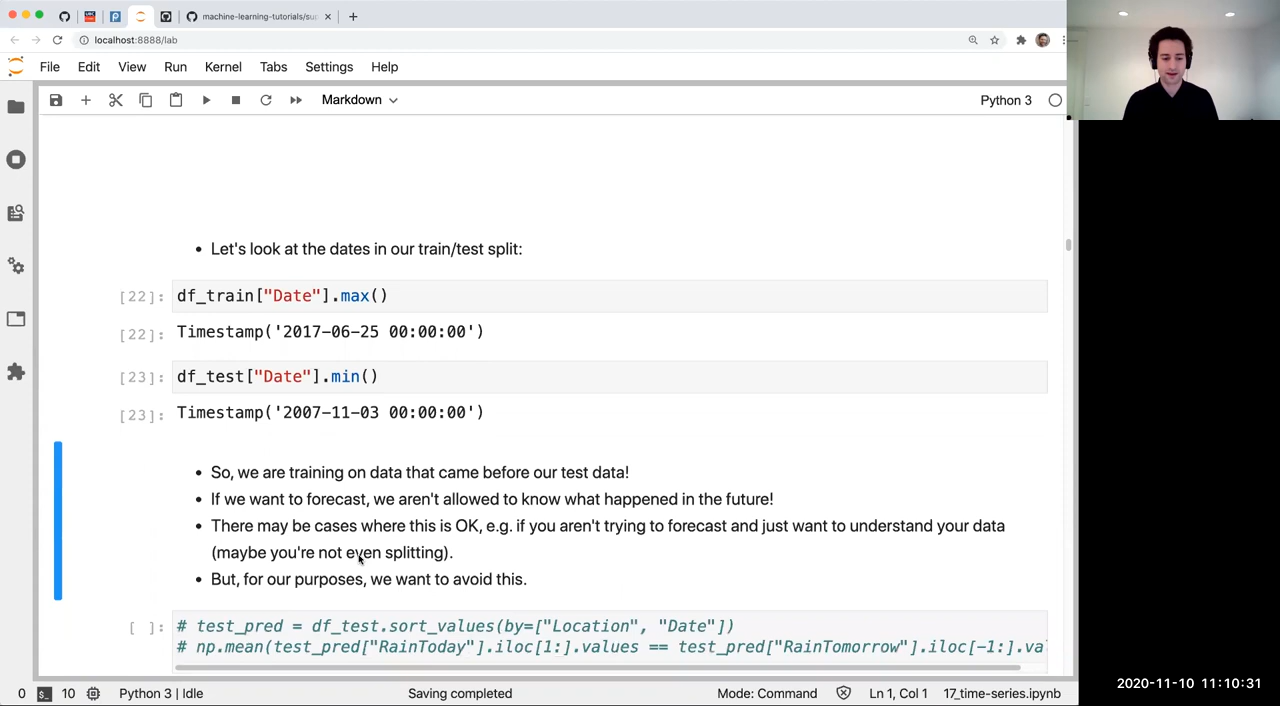 machine-learning-tutorials/sup
localhost:8888/lab
File Edit View Run Kernel Tabs Settings Help
Markdown
Python 3
• Let's look at the dates in our train/test split:
[22]: df_train["Date"].max()
[22]: Timestamp('2017-06-25 00:00:00')
[23]: df_test["Date"].min()
[23]: Timestamp('2007-11-03 00:00:00')
• So, we are training on data that came before our test data!
• If we want to forecast, we aren't allowed to know what happened in the future!
• There may be cases where this is OK, e.g. if you aren't trying to forecast and just want to understand your data
(maybe you're not even splitting).
• But, for our purposes, we want to avoid this.
[ ]: # test_pred = df_test.sort_values(by=["Location", "Date"])
# np.mean(test_pred["RainToday"].iloc[1:].values == test_pred["RainTomorrow"].iloc[-1:].val
0 10 Python 3 | Idle Saving completed Mode: Command Ln 1, Col 1 17_time-series.ipynb
2020-11-10 11:10:31